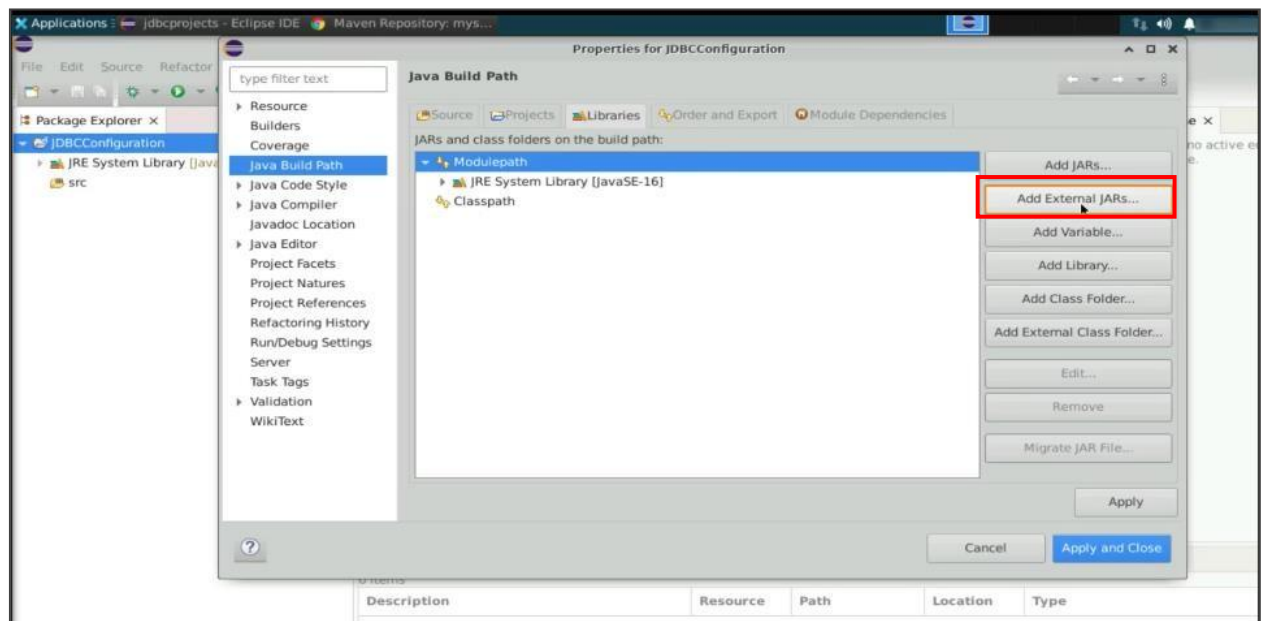 Applications : jdbcprojects - Eclipse IDE Maven Repository: mys...
Properties for JDBCConfiguration
File Edit Source Refactor
type filter text
Java Build Path
Package Explorer
JDBCConfiguration
JRE System Library [Java
src
Resource
Builders
Coverage
Java Build Path
Java Code Style
Java Compiler
Javadoc Location
Java Editor
Project Facets
Project Natures
Project References
Refactoring History
Run/Debug Settings
Server
Task Tags
Validation
WikiText
Source Projects Libraries Order and Export Module Dependencies
JARs and class folders on the build path:
Modulepath
JRE System Library [JavaSE-16]
Classpath
Add JARs...
Add External JARs...
Add Variable...
Add Library...
Add Class Folder...
Add External Class Folder...
Edit...
Remove
Migrate JAR File...
Apply
Cancel Apply and Close
no active e
0 items
Description Resource Path Location Type